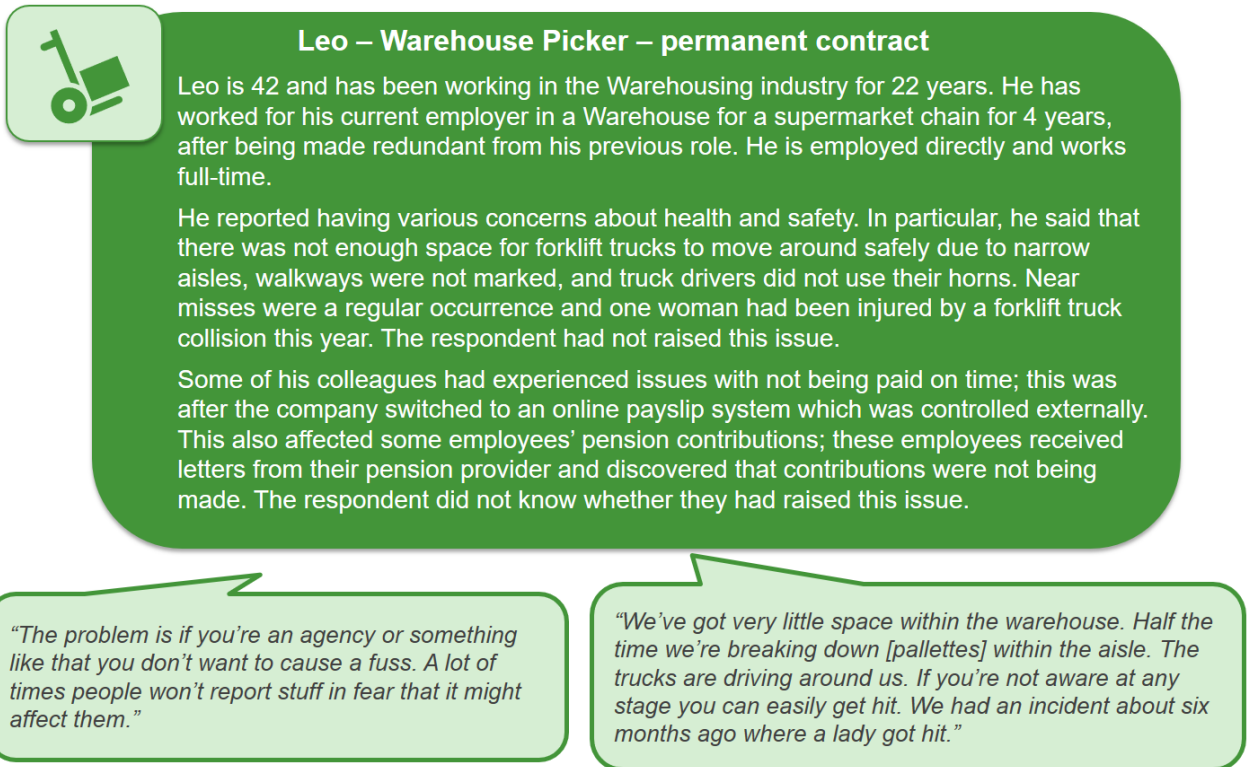 Leo – Warehouse Picker – permanent contract
Leo is 42 and has been working in the Warehousing industry for 22 years. He has
worked for his current employer in a Warehouse for a supermarket chain for 4 years,
after being made redundant from his previous role. He is employed directly and works
full-time.
He reported having various concerns about health and safety. In particular, he said that
there was not enough space for forklift trucks to move around safely due to narrow
aisles, walkways were not marked, and truck drivers did not use their horns. Near
misses were a regular occurrence and one woman had been injured by a forklift truck
collision this year. The respondent had not raised this issue.
Some of his colleagues had experienced issues with not being paid on time; this was
after the company switched to an online payslip system which was controlled externally.
This also affected some employees’ pension contributions; these employees received
letters from their pension provider and discovered that contributions were not being
made. The respondent did not know whether they had raised this issue.
“The problem is if you’re an agency or something
like that you don’t want to cause a fuss. A lot of
times people won’t report stuff in fear that it might
affect them.”
“We’ve got very little space within the warehouse. Half the
time we’re breaking down [pallettes] within the aisle. The
trucks are driving around us. If you’re not aware at any
stage you can easily get hit. We had an incident about six
months ago where a lady got hit.”